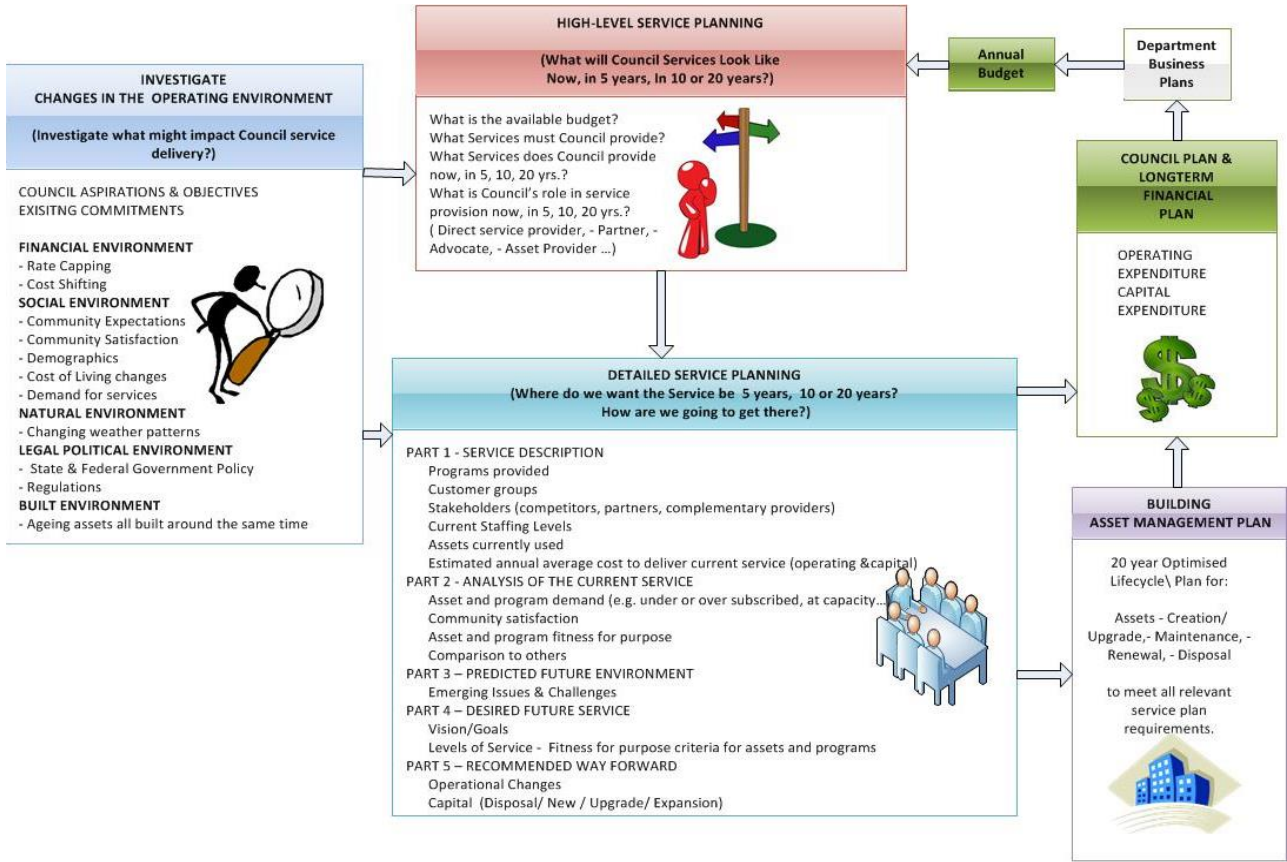 INVESTIGATE
CHANGES IN THE OPERATING ENVIRONMENT
(Investigate what might impact Council service
delivery?)
COUNCIL ASPIRATIONS & OBJECTIVES
EXISITNG COMMITMENTS
FINANCIAL ENVIRONMENT
- Rate Capping
- Cost Shifting
SOCIAL ENVIRONMENT
- Community Expectations
- Community Satisfaction
- Demographics
- Cost of Living changes
- Demand for services
NATURAL ENVIRONMENT
- Changing weather patterns
LEGAL POLITICAL ENVIRONMENT
- State & Federal Government Policy
- Regulations
BUILT ENVIRONMENT
- Ageing assets all built around the same time
HIGH-LEVEL SERVICE PLANNING
(What will Council Services Look Like
Now, in 5 years, In 10 or 20 years?)
What is the available budget?
What Services must Council provide?
What Services does Council provide
now, in 5, 10, 20 yrs.?
What is Council's role in service
provision now, in 5, 10, 20 yrs.?
( Direct service provider, - Partner, -
Advocate, - Asset Provider ...)
DETAILED SERVICE PLANNING
(Where do we want the Service be 5 years, 10 or 20 years?
How are we going to get there?)
PART 1 - SERVICE DESCRIPTION
Programs provided
Customer groups
Stakeholders (competitors, partners, complementary providers)
Current Staffing Levels
Assets currently used
Estimated annual average cost to deliver current service (operating &capital)
PART 2 - ANALYSIS OF THE CURRENT SERVICE
Asset and program demand (e.g. under or over subscribed, at capacity...
Community satisfaction
Asset and program fitness for purpose
Comparison to others
PART 3 – PREDICTED FUTURE ENVIRONMENT
Emerging Issues & Challenges
PART 4 – DESIRED FUTURE SERVICE
Vision/Goals
Levels of Service - Fitness for purpose criteria for assets and programs
PART 5 – RECOMMENDED WAY FORWARD
Operational Changes
Capital (Disposal/ New / Upgrade/ Expansion)
Annual
Budget
Department
Business
Plans
COUNCIL PLAN &
LONGTERM
FINANCIAL
PLAN
OPERATING
EXPENDITURE
CAPITAL
EXPENDITURE
$
$
$
BUILDING
ASSET MANAGEMENT PLAN
20 year Optimised
Lifecycle\ Plan for:
Assets - Creation/
Upgrade,- Maintenance, -
Renewal, - Disposal
to meet all relevant
service plan
requirements.